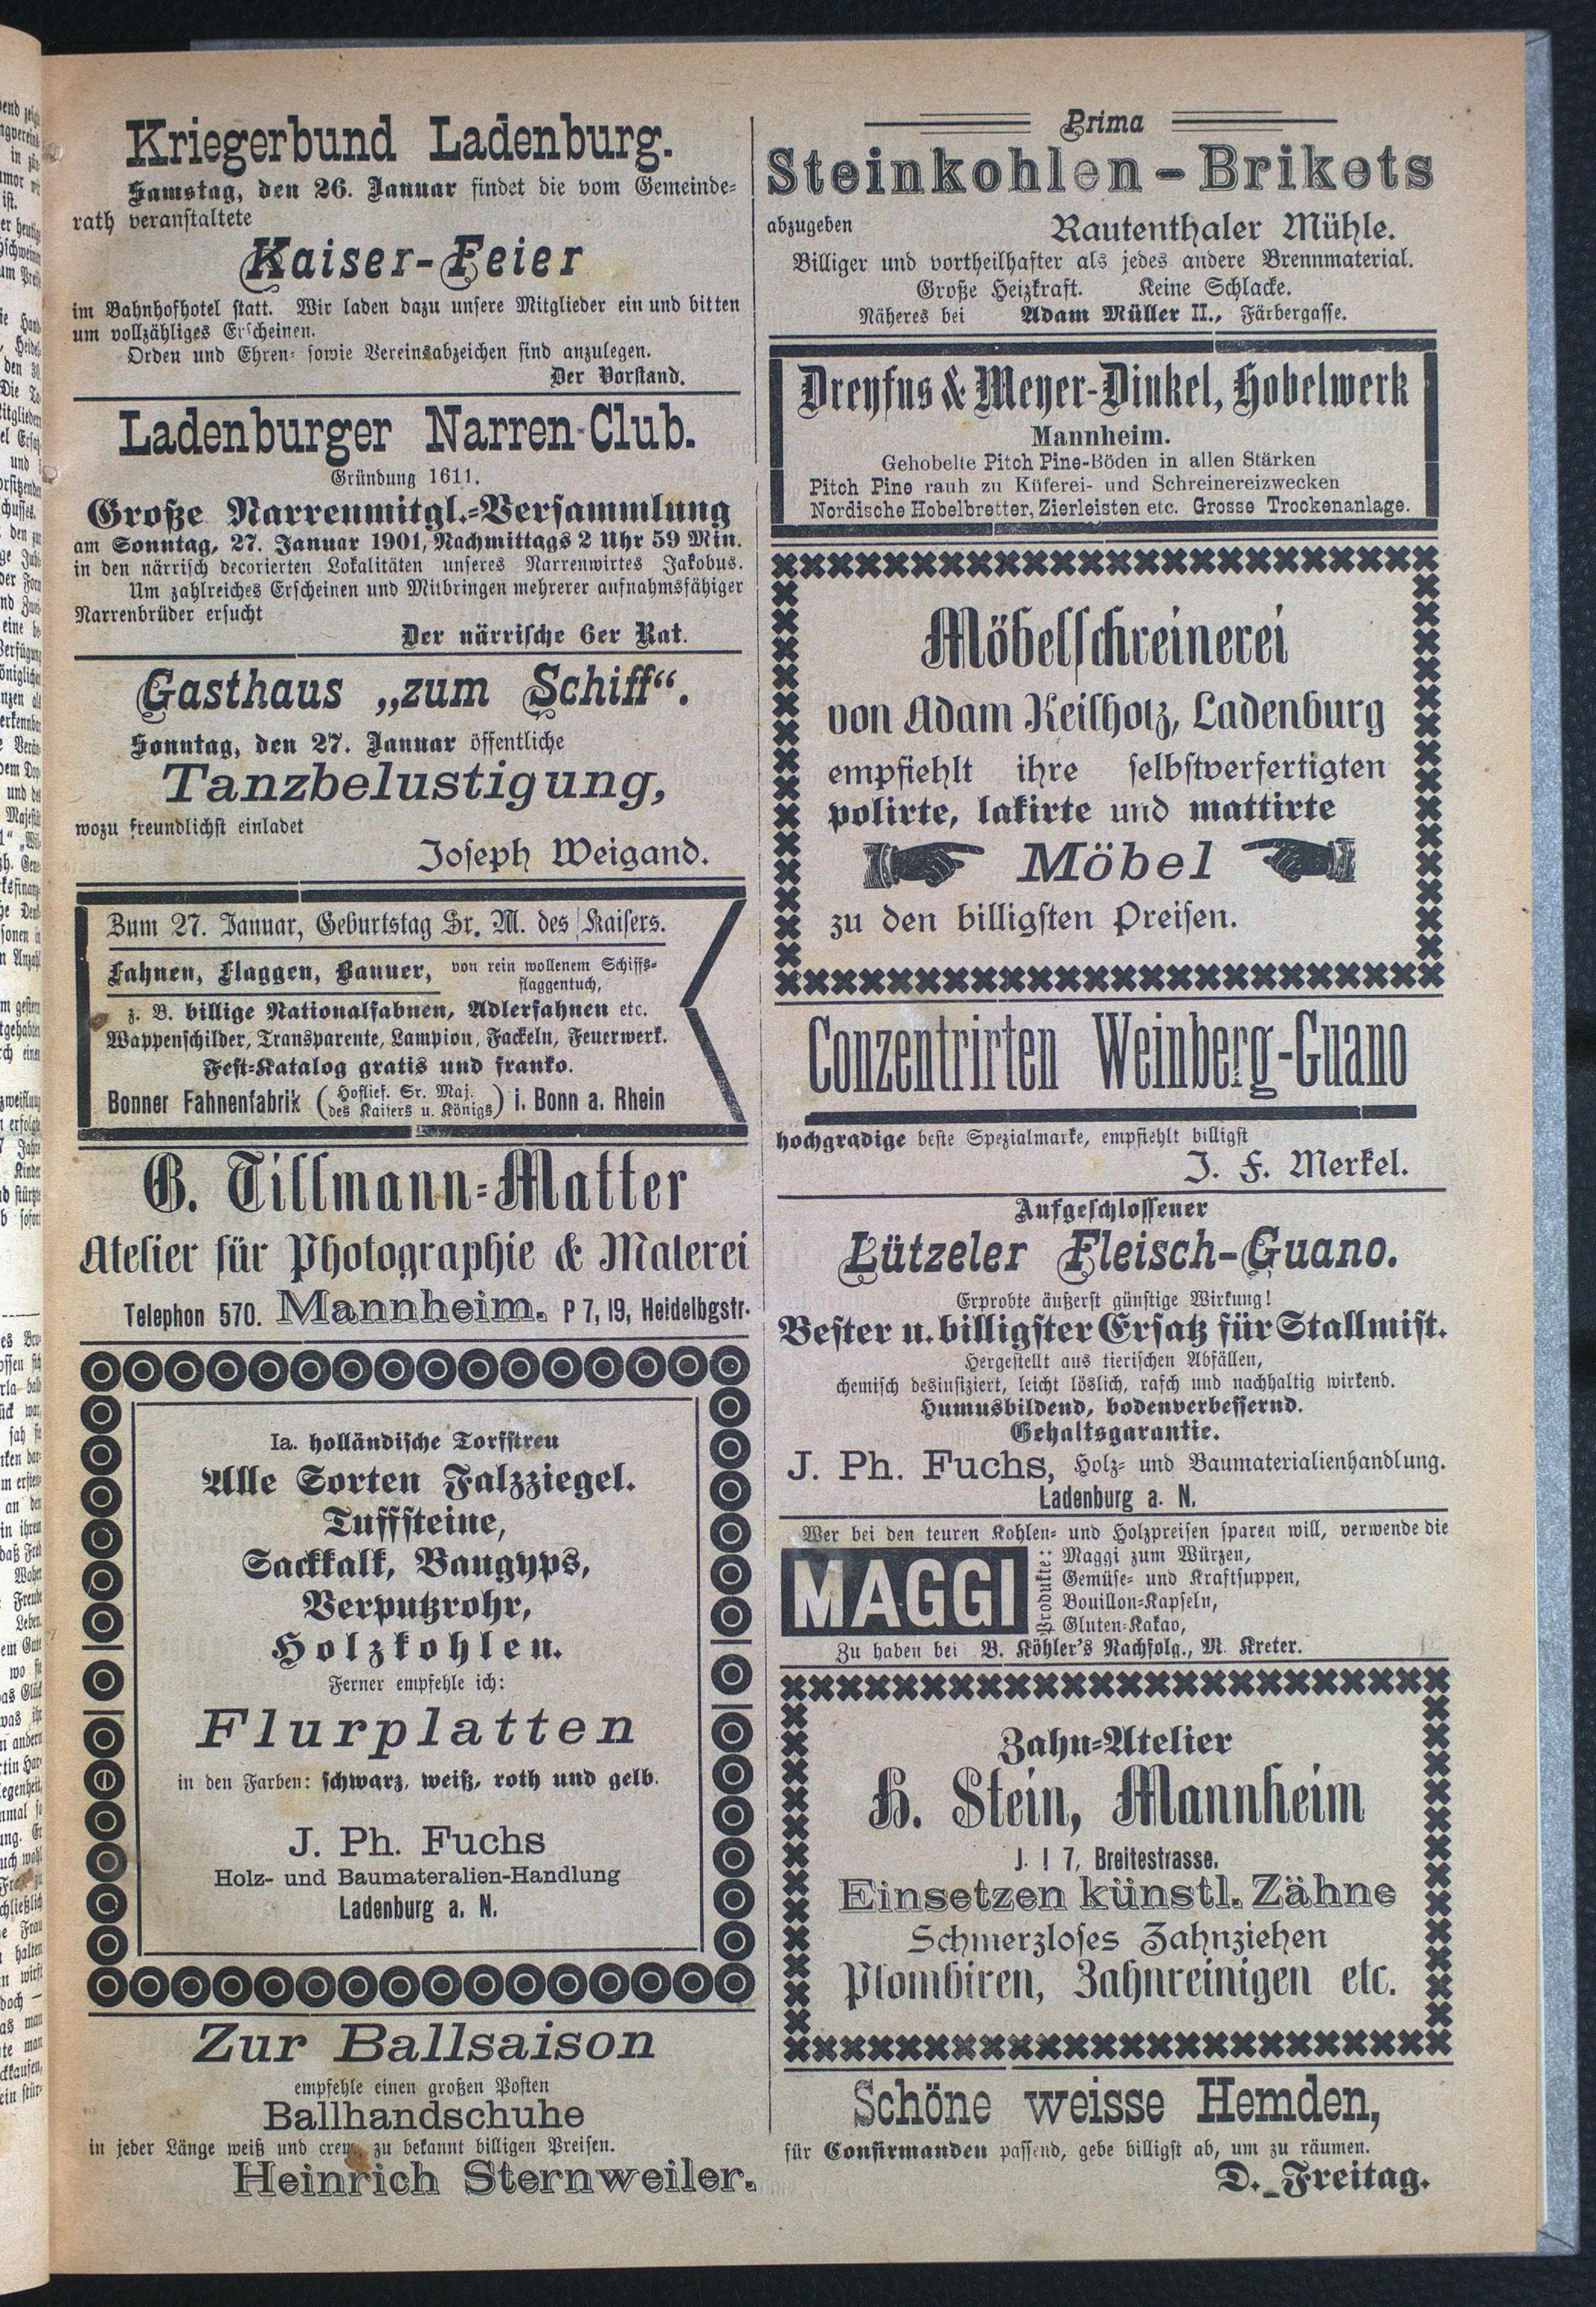 Kriegerbund Ladenburg.
Samstag, den 26. Januar findet die vom Gemeinde-
rath veranstaltete
Kaiser-Feier
im Bahnhofhotel statt. Wir laden dazu unsere Mitglieder ein und bitten
um vollzähliges Erscheinen.
Orden und Ehren- sowie Vereinsabzeichen sind anzulegen.
Der Vorstand.
Ladenburger Narren-Club.
Gründung 1611.
Große Narrenmitgl.-Versammlung
am Sonntag, 27. Januar 1901, Nachmittags 2 Uhr 59 Min.
in den närrisch decorierten Lokalitäten unseres Narrenwirtes Jakobus.
Um zahlreiches Erscheinen und Mitbringen mehrerer aufnahmsfähiger
Narrenbrüder ersucht
Der närrische 6er Rat.
Gasthaus „zum Schiff“.
Sonntag, den 27. Januar öffentliche
Tanzbelustigung,
wozu freundlichst einladet
Joseph Weigand.
Zum 27. Januar, Geburtstag Sr. M. des Kaisers.
Fahnen, Flaggen, Banner, von rein wollenem Schiffs-
flaggentuch,
z. B. billige Nationalfahnen, Adlerfahnen etc.
Wappenschilder, Transparente, Lampion, Fackeln, Feuerwerk.
Fest-Katalog gratis und franko.
Bonner Fahnenfabrik (Hoflief. Sr. Maj. des Kaisers u. Königs) i. Bonn a. Rhein
G. Tillmann-Matter
Atelier für Photographie & Malerei
Telephon 570. Mannheim. P 7, 19, Heidelbgstr.
Ia. holländische Torfstreu
Alle Sorten Falzziegel.
Tuffsteine,
Sackkalk, Baugyps,
Verputzrohr,
Holzkohlen.
Ferner empfehle ich:
Flurplatten
in den Farben: schwarz, weiß, roth und gelb.
J. Ph. Fuchs
Holz- und Baumateralien-Handlung
Ladenburg a. N.
Zur Ballsaison
empfehle einen großen Posten
Ballhandschuhe
in jeder Länge weiß und creme zu bekannt billigen Preisen.
Heinrich Sternweiler.
Prima
Steinkohlen-Brikets
abzugeben Rautenthaler Mühle.
Billiger und vortheilhafter als jedes andere Brennmaterial.
Große Heizkraft. Keine Schlacke.
Näheres bei Adam Müller II., Färbergasse.
Dreyfus & Meyer-Dinkel, Hobelwerk
Mannheim.
Gehobelte Pitch Pine-Böden in allen Stärken
Pitch Pine rauh zu Küferei- und Schreinereizwecken
Nordische Hobelbretter, Zierleisten etc. Grosse Trockenanlage.
Möbelschreinerei
von Adam Keilholz, Ladenburg
empfiehlt ihre selbstverfertigten
polirte, lakirte und mattirte
Möbel
zu den billigsten Preisen.
Conzentrirten Weinberg-Guano
hochgradige beste Spezialmarke, empfiehlt billigst
J. F. Merkel.
Aufgeschlossener
Lützeler Fleisch-Guano.
Erprobte äußerst günstige Wirkung!
Bester u. billigster Ersatz für Stallmist.
Hergestellt aus tierischen Abfällen,
chemisch desinfiziert, leicht löslich, rasch und nachhaltig wirkend.
Humusbildend, bodenverbessernd.
Gehaltsgarantie.
J. Ph. Fuchs, Holz- und Baumaterialienhandlung.
Ladenburg a. N.
Wer bei den teuren Kohlen- und Holzpreisen sparen will, verwende die
MAGGI Produkte:
Maggi zum Würzen,
Gemüse- und Kraftsuppen,
Bouillon-Kapseln,
Gluten-Kakao,
Zu haben bei B. Köhler's Nachfolg., M. Kreter.
Zahn-Atelier
H. Stein, Mannheim
J. 1 7, Breitestrasse.
Einsetzen künstl. Zähne
Schmerzloses Zahnziehen
Plombiren, Zahnreinigen etc.
Schöne weisse Hemden,
für Confirmanden passend, gebe billigst ab, um zu räumen.
D. Freitag.